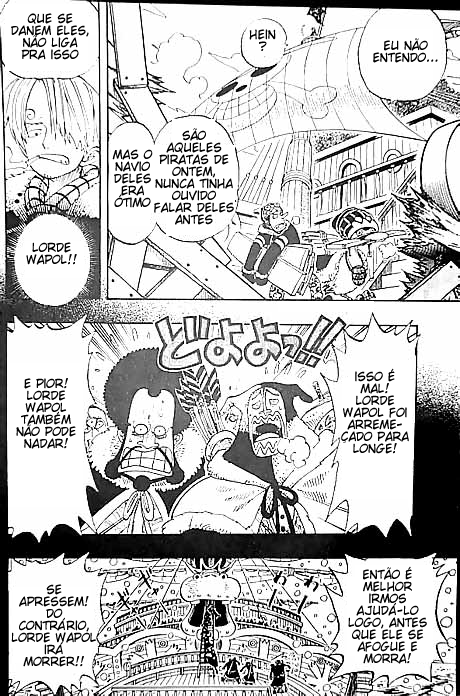 EU NÃO
ENTENDO...
HEIN
?
QUE SE
DANEM ELES,
NÃO LIGA
PRA ISSO
SÃO
AQUELES
PIRATAS DE
ONTEM,
NUNCA TINHA
OUVIDO
FALAR DELES
ANTES
MAS O
NAVIO
DELES
ERA
ÓTIMO
LORDE
WAPOL!!
どよよっ!!
ISSO É
MAL!
LORDE
WAPOL FOI
ARREME-
ÇADO PARA
LONGE!
E PIOR!
LORDE
WAPOL
TAMBÉM
NÃO PODE
NADAR!
ENTÃO É
MELHOR
IRMOS
AJUDÁ-LO
LOGO, ANTES
QUE ELE SE
AFOGUE E
MORRA!
SE
APRESSEM!
DO
CONTRÁRIO,
LORDE WAPOL
IRÁ
MORRER!!